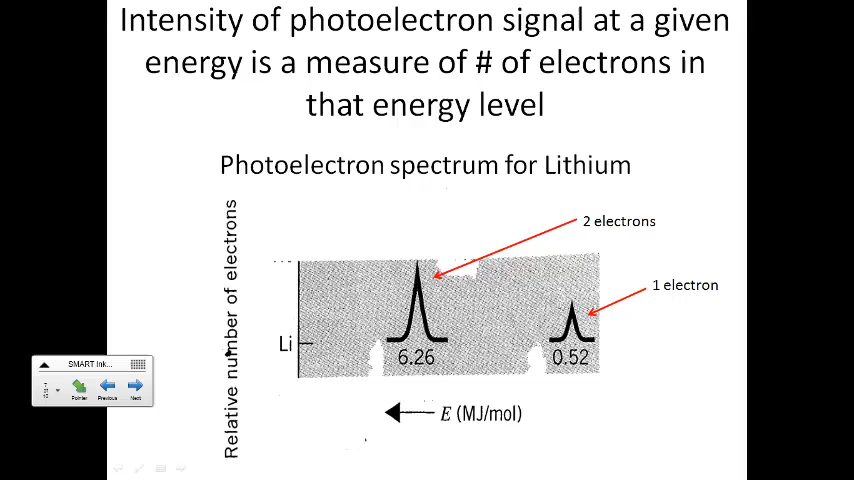 Intensity of photoelectron signal at a given
energy is a measure of # of electrons in
that energy level
Photoelectron spectrum for Lithium
Relative number of electrons
2 electrons
1 electron
Li
6.26
0.52
E (MJ/mol)
SMART Ink...
Pointer
Previous
Next